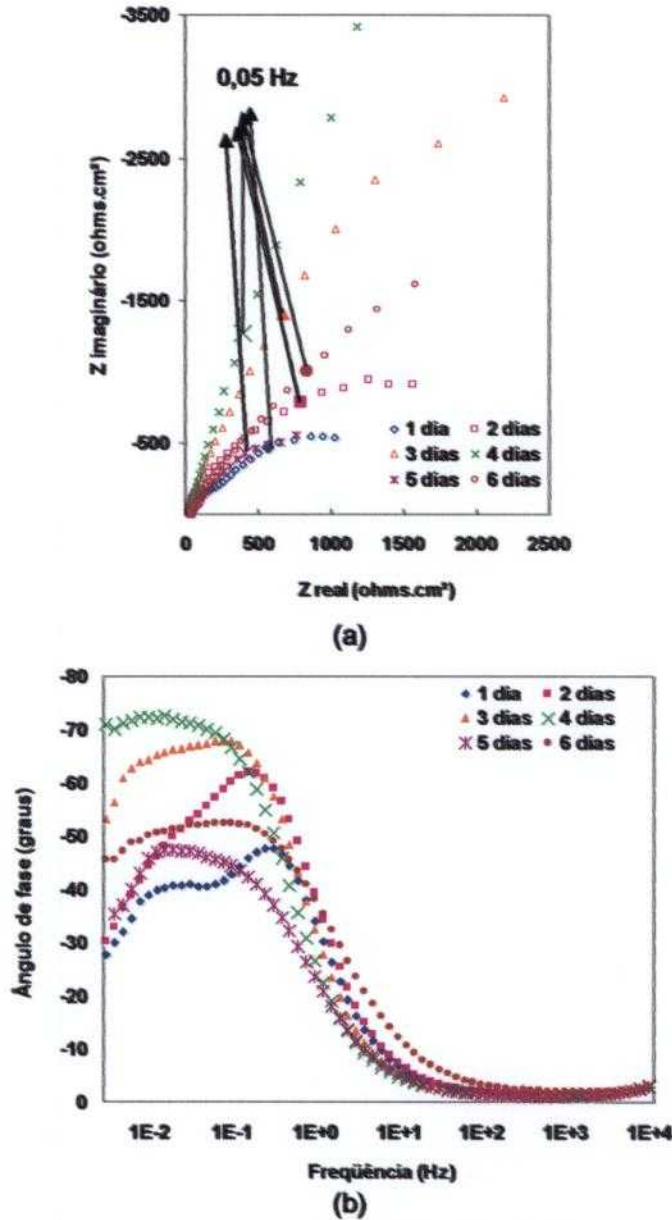 -3500
0,05 Hz
-2500
-1500
-500
Z imaginário (ohms.cm²)
1 dia
2 dias
3 dias
4 dias
5 dias
6 dias
0
500
1000
1500
2000
2500
Z real (ohms.cm²)
(a)
-80
-70
-60
-50
-40
-30
-20
-10
0
Ângulo de fase (graus)
1 dia
2 dias
3 dias
4 dias
5 dias
6 dias
1E-2
1E-1
1E+0
1E+1
1E+2
1E+3
1E+4
Freqüência (Hz)
(b)